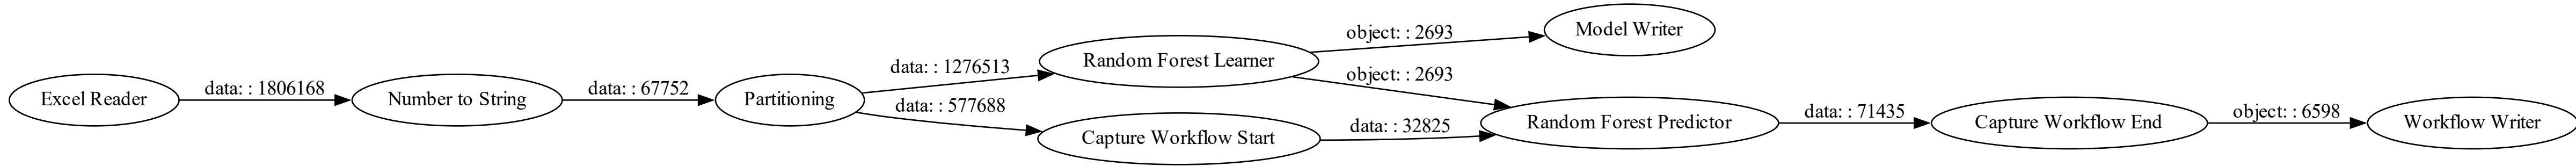 Excel Reader
data: : 1806168
Number to String
data: : 67752
Partitioning
data: : 1276513
data: : 577688
Random Forest Learner
Capture Workflow Start
object: : 2693
object: : 2693
data: : 32825
Model Writer
Random Forest Predictor
data: : 71435
Capture Workflow End
object: : 6598
Workflow Writer